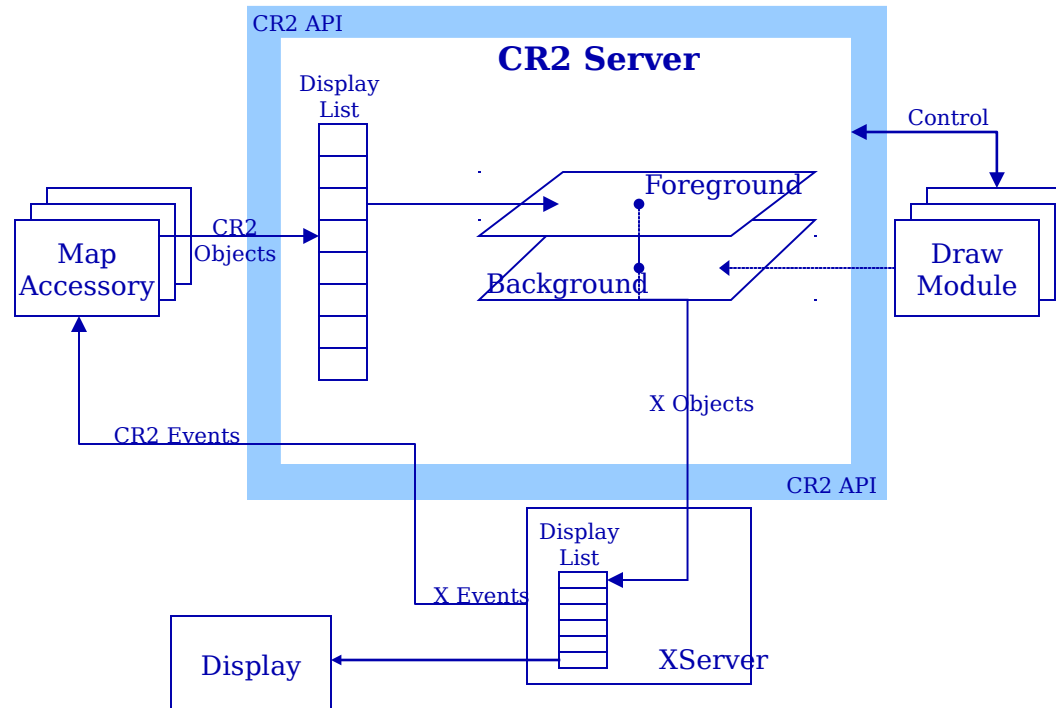 CR2 API
CR2 Server
Display
List
Control
Foreground
CR2
Objects
Map
Accessory
Draw
Module
Background
X Objects
CR2 Events
CR2 API
Display
List
X Events
XServer
Display